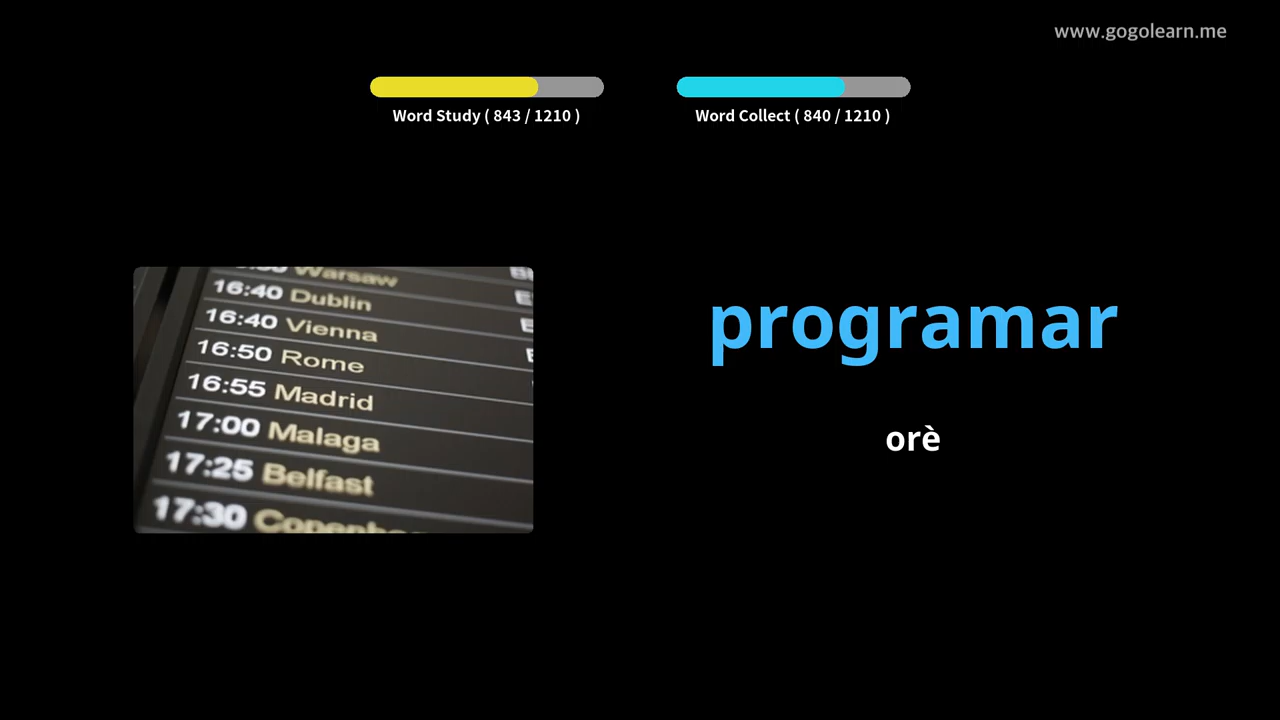 www.gogolearn.me
Word Study ( 843 / 1210 )
Word Collect ( 840 / 1210 )
Warsaw
16:40 Dublin
16:40 Vienna
16:50 Rome
16:55 Madrid
17:00 Malaga
17:25 Belfast
17:30
programar
orè